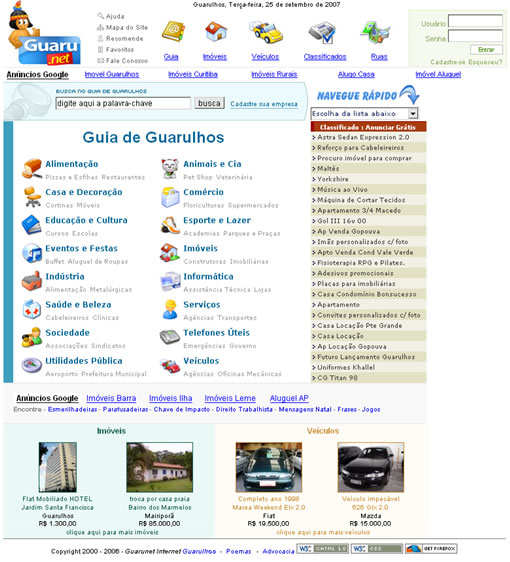 Guarulhos, Terça-feira, 25 de setembro de 2007
Guaru
.net
Ajuda
Mapa do Site
Recomende
Favoritos
Fale Conosco
Guia
Imóveis
Veículos
Classificados
Ruas
Usuário
Senha
Entrar
Cadastre-se Esqueceu?
Anúncios Google
Imovel Guarulhos
Imóveis Curitiba
Imóveis Rurais
Alugo Casa
Imóvel Aluguel
BUSCA NO GUIA DE GUARULHOS
digite aqui a palavra-chave
busca
Cadastre sua empresa
NAVEGUE RÁPIDO
Escolha da lista abaixo
Guia de Guarulhos
Alimentação
Pizzas e Esfihas Restaurantes
Animais e Cia
Pet Shop Veterinária
Casa e Decoração
Cortinas Móveis
Comércio
Floriculturas Supermercados
Educação e Cultura
Cursos Escolas
Esporte e Lazer
Academias Parques e Praças
Eventos e Festas
Buffet Aluguel de Roupas
Imóveis
Construtoras Imobiliárias
Indústria
Alimentação Metalúrgicas
Informática
Assistência Técnica Lojas
Saúde e Beleza
Cabeleireiros Clínicas
Serviços
Agências Transportes
Sociedade
Associações Sindicatos
Telefones Úteis
Emergências Governo
Utilidades Pública
Aeroporto Prefeitura Municipal
Veículos
Agências Oficinas Mecânicas
Classificado : Anunciar Grátis
> Astra Sedan Expression 2.0
> Reforço para Cabeleireiros
> Procuro imóvel para comprar
> Maltês
> Yorkshire
> Música ao Vivo
> Máquina de Cortar Tecidos
> Apartamento 3/4 Macedo
> Gol III 16v 00
> Ap Venda Gopouva
> Imãs personalizados c/ foto
> Apto Venda Cond Vale Verde
> Fisioterapia RPG e Pilates.
> Adesivos promocionais
> Placas para imobiliárias
> Casa Condomínio Bonsucesso
> Apartamento
> Convites personalizados c/ foto
> Casa Locação Pte Grande
> Casa Locação
> Ap Locação Gopouva
> Futuro Lançamento Guarulhos
> Uniformes Khallel
> CG Titan 98
Anúncios Google
Imóveis Barra
Imóveis Ilha
Imóveis Leme
Aluguel AP
Encontre - Esmerilhadeiras - Parafusadeiras - Chave de Impacto - Direito Trabalhista - Mensagens Natal - Frases - Jogos
Imóveis
Veículos
Flat Mobiliado HOTEL
Jardim Santa Francisca
Guarulhos
R$ 1.300,00
troca por casa praia
Bairo dos Marmelos
Mairiporã
R$ 85.000,00
clique aqui para mais imóveis
Completo ano 1998
Marea Weekend Elx 2.0
Fiat
R$ 19.500,00
Veículo impecável
626 Glx 2.0
Mazda
R$ 15.000,00
clique aqui para mais veículos
Copyright 2000 - 2006 - Guarunet Internet Guarulhos - Poemas - Advocacia
W3C XHTML 1.0
W3C CSS
GET FIREFOX